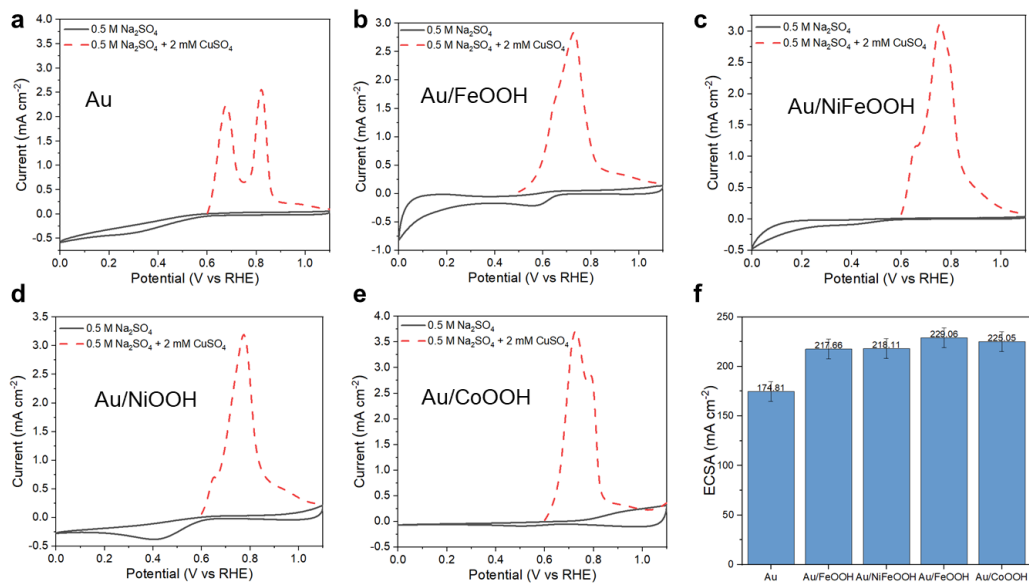 a
0.5 M Na₂SO₄
0.5 M Na₂SO₄ + 2 mM CuSO₄
Au
Current (mA cm⁻²)
4.0
3.5
3.0
2.5
2.0
1.5
1.0
0.5
0.0
-0.5
0.0 0.2 0.4 0.6 0.8 1.0
Potential (V vs RHE)
b
0.5 M Na₂SO₄
0.5 M Na₂SO₄ + 2 mM CuSO₄
Au/FeOOH
Current (mA cm⁻²)
3.0
2.5
2.0
1.5
1.0
0.5
0.0
-0.5
-1.0
0.0 0.2 0.4 0.6 0.8 1.0
Potential (V vs RHE)
c
0.5 M Na₂SO₄
0.5 M Na₂SO₄ + 2 mM CuSO₄
Au/NiFeOOH
Current (mA cm⁻²)
3.0
2.5
2.0
1.5
1.0
0.5
0.0
-0.5
0.0 0.2 0.4 0.6 0.8 1.0
Potential (V vs RHE)
d
0.5 M Na₂SO₄
0.5 M Na₂SO₄ + 2 mM CuSO₄
Au/NiOOH
Current (mA cm⁻²)
3.5
3.0
2.5
2.0
1.5
1.0
0.5
0.0
-0.5
0.0 0.2 0.4 0.6 0.8 1.0
Potential (V vs RHE)
e
0.5 M Na₂SO₄
0.5 M Na₂SO₄ + 2 mM CuSO₄
Au/CoOOH
Current (mA cm⁻²)
4.0
3.5
3.0
2.5
2.0
1.5
1.0
0.5
0.0
-0.5
0.0 0.2 0.4 0.6 0.8 1.0
Potential (V vs RHE)
f
ECSA (mA cm⁻²)
250
200
150
100
50
0
174.81 217.66 218.11 229.06 225.05
Au Au/FeOOH Au/NiFeOOH Au/FeOOH Au/CoOOH